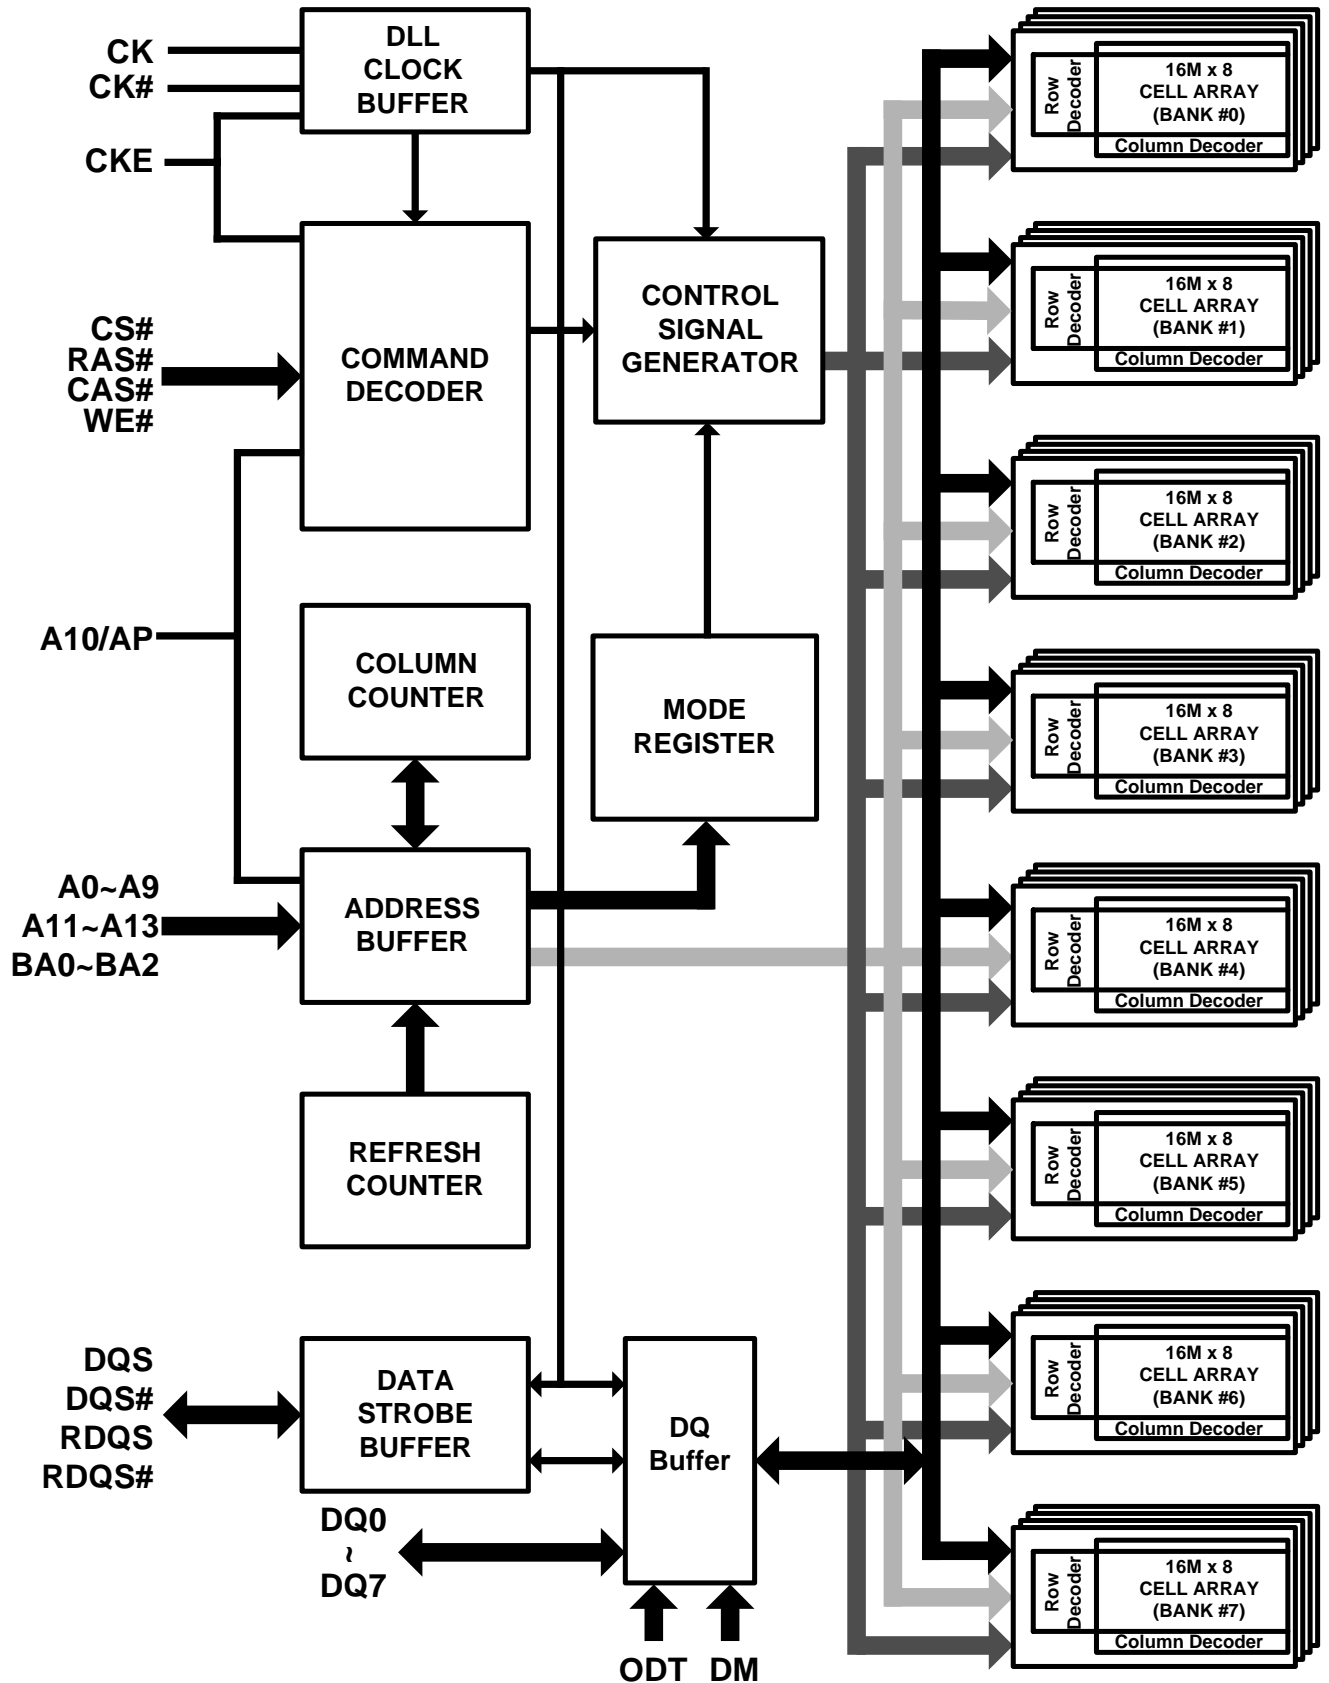 CK
CK#
CKE
DLL
CLOCK
BUFFER
CS#
RAS#
CAS#
WE#
COMMAND
DECODER
CONTROL
SIGNAL
GENERATOR
A10/AP
COLUMN
COUNTER
MODE
REGISTER
A0~A9
A11~A13
BA0~BA2
ADDRESS
BUFFER
REFRESH
COUNTER
DQS
DQS#
RDQS
RDQS#
DATA
STROBE
BUFFER
DQ
Buffer
DQ0
~
DQ7
ODT DM
Row
Decoder
16M x 8
CELL ARRAY
(BANK #0)
Column Decoder
Row
Decoder
16M x 8
CELL ARRAY
(BANK #1)
Column Decoder
Row
Decoder
16M x 8
CELL ARRAY
(BANK #2)
Column Decoder
Row
Decoder
16M x 8
CELL ARRAY
(BANK #3)
Column Decoder
Row
Decoder
16M x 8
CELL ARRAY
(BANK #4)
Column Decoder
Row
Decoder
16M x 8
CELL ARRAY
(BANK #5)
Column Decoder
Row
Decoder
16M x 8
CELL ARRAY
(BANK #6)
Column Decoder
Row
Decoder
16M x 8
CELL ARRAY
(BANK #7)
Column Decoder